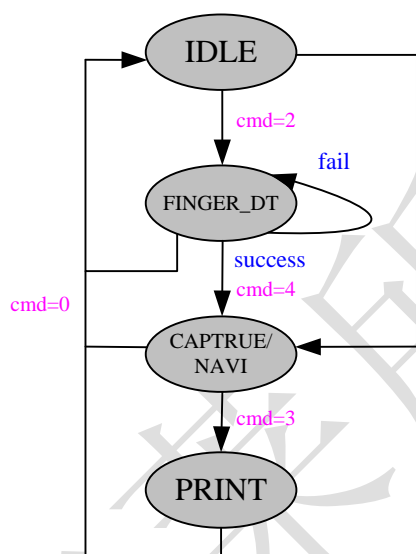 IDLE
cmd=2
fail
FINGER_DT
success
cmd=4
cmd=0
CAPTRUE/
NAVI
cmd=3
PRINT